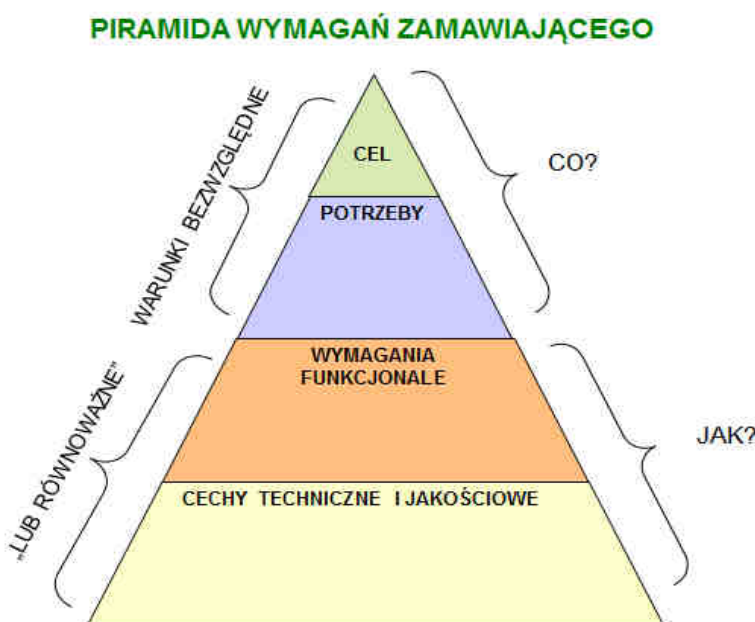 PIRAMIDA WYMAGAŃ ZAMAWIAJĄCEGO
WARUNKI BEZWZGLĘDNE
CEL
CO?
POTRZEBY
„LUB RÓWNOWAŻNE”
WYMAGANIA
FUNKCJONALE
JAK?
CECHY TECHNICZNE I JAKOŚCIOWE